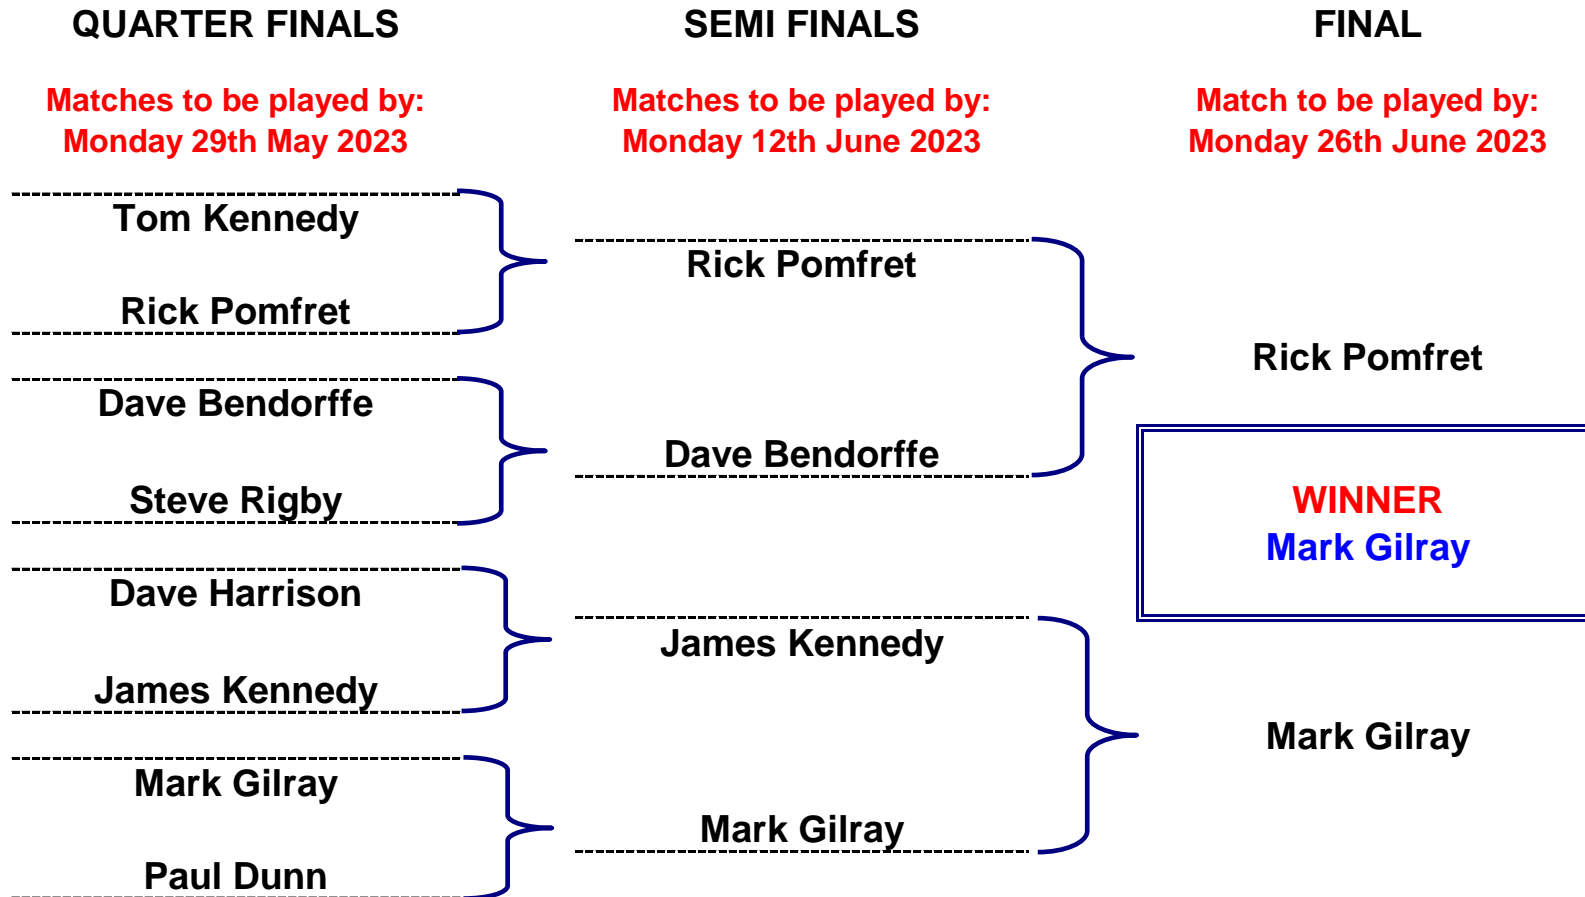 QUARTER FINALS
Matches to be played by:
Monday 29th May 2023
Tom Kennedy
Rick Pomfret
Dave Bendorffe
Steve Rigby
Dave Harrison
James Kennedy
Mark Gilray
Paul Dunn
SEMI FINALS
Matches to be played by:
Monday 12th June 2023
Rick Pomfret
Dave Bendorffe
James Kennedy
Mark Gilray
FINAL
Match to be played by:
Monday 26th June 2023
Rick Pomfret
WINNER
Mark Gilray
Mark Gilray